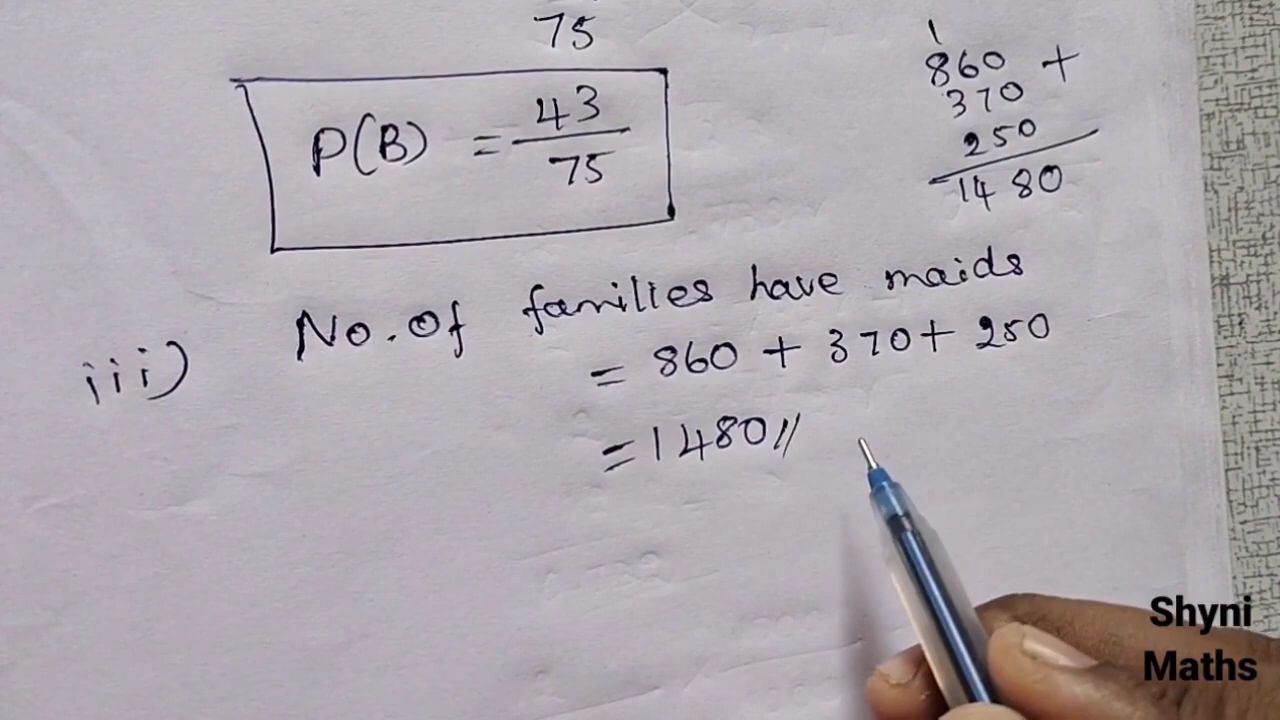 75
P(B) = 43/75
1
860 +
370
250
1480
iii) No. Of families have maids
= 860 + 370 + 250
= 1480 //
Shyni
Maths